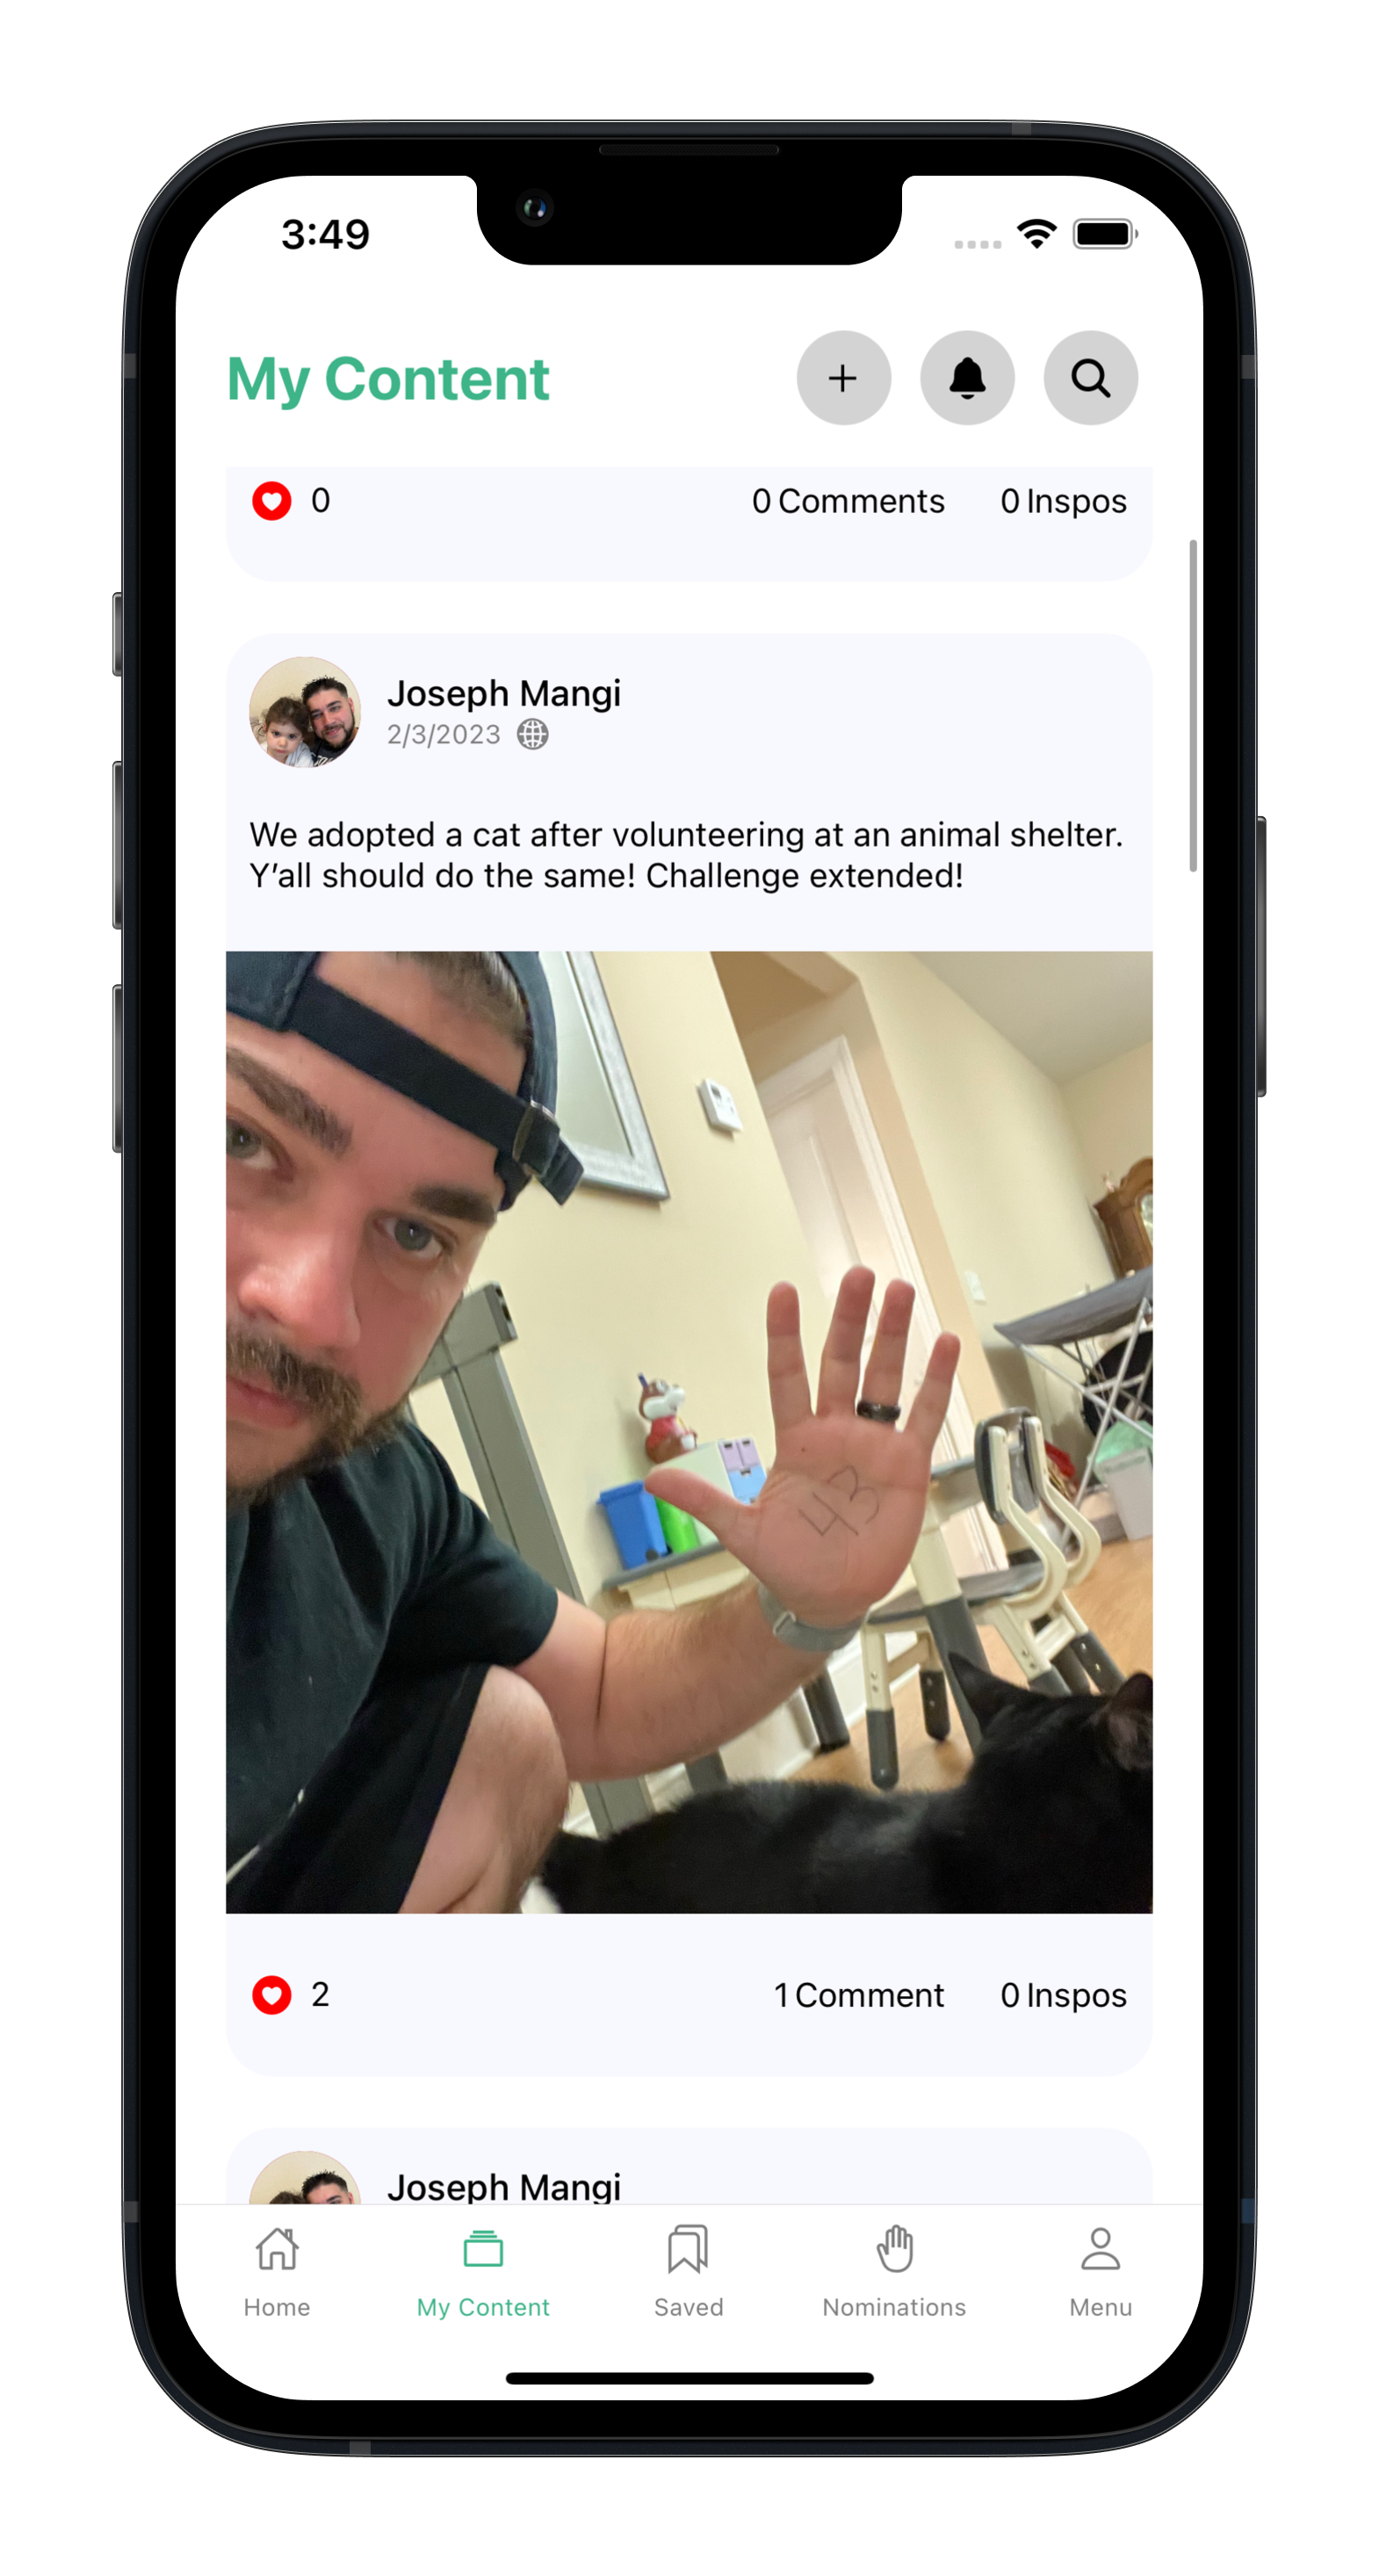 3:49
My Content
0
0 Comments
0 Inspos
Joseph Mangi
2/3/2023
We adopted a cat after volunteering at an animal shelter.
Y’all should do the same! Challenge extended!
43
2
1 Comment
0 Inspos
Joseph Mangi
Home
My Content
Saved
Nominations
Menu